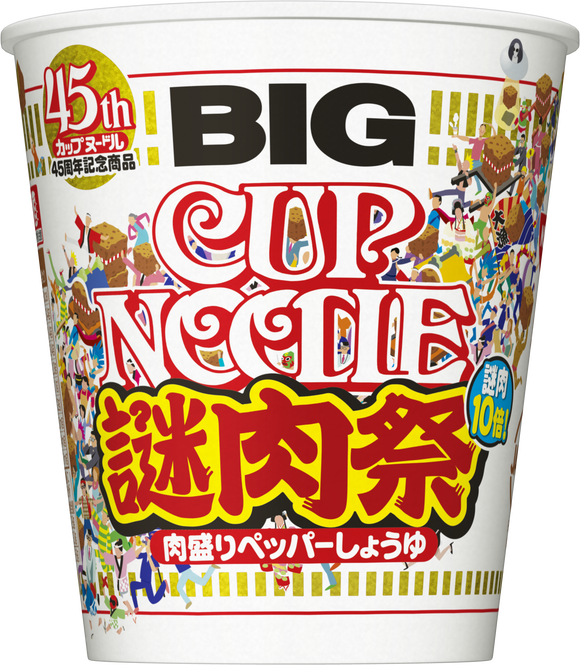 45th
カップヌードル
45周年記念商品
BIG
CUP
NOODLE
謎肉祭
謎肉
10倍!
肉盛りペッパーしょうゆ
大漁